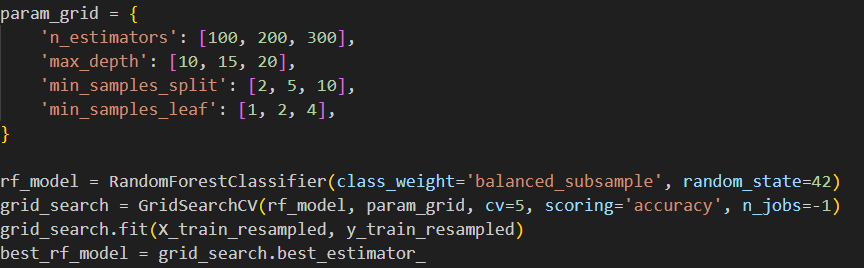 param_grid = {
    'n_estimators': [100, 200, 300],
    'max_depth': [10, 15, 20],
    'min_samples_split': [2, 5, 10],
    'min_samples_leaf': [1, 2, 4],
}
rf_model = RandomForestClassifier(class_weight='balanced_subsample', random_state=42)
grid_search = GridSearchCV(rf_model, param_grid, cv=5, scoring='accuracy', n_jobs=-1)
grid_search.fit(X_train_resampled, y_train_resampled)
best_rf_model = grid_search.best_estimator_